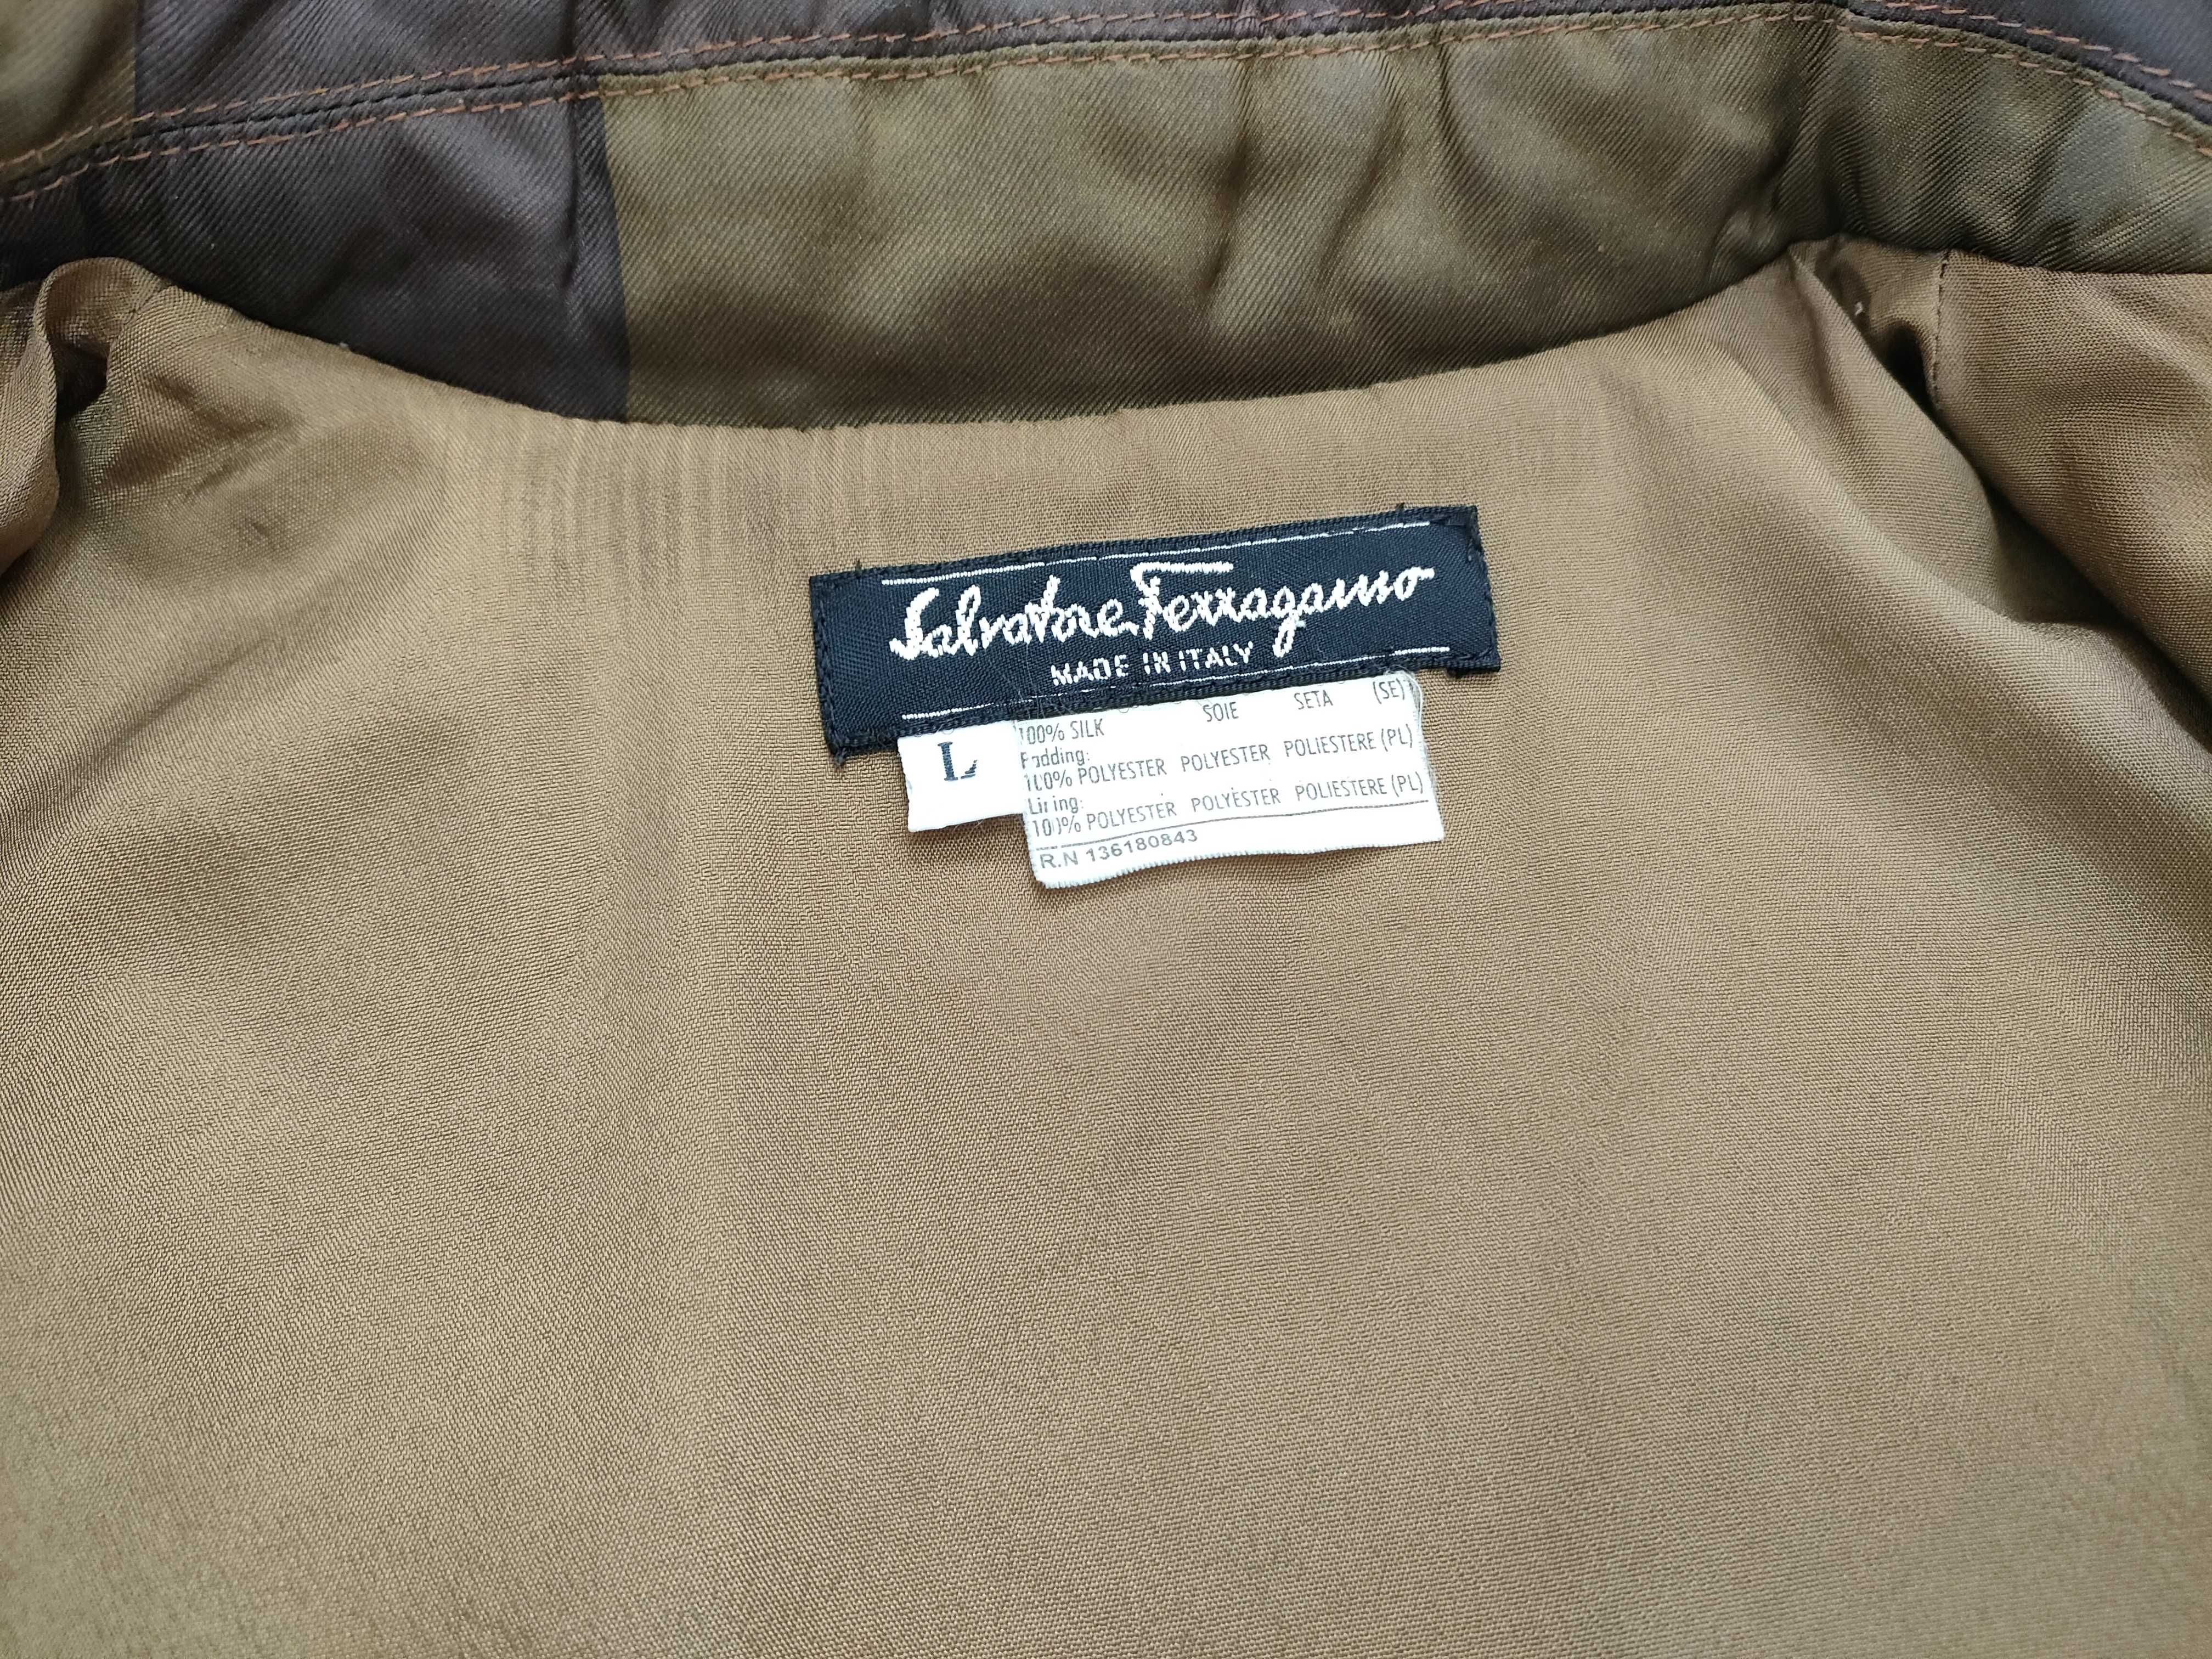 Salvatore Ferragamo
MADE IN ITALY
L
100% SILK SOIE SETA (SE)
Padding:
100% POLYESTER POLYESTER POLIESTERE (PL)
Lining:
100% POLYESTER POLYESTER POLIESTERE (PL)
R.N 136180843